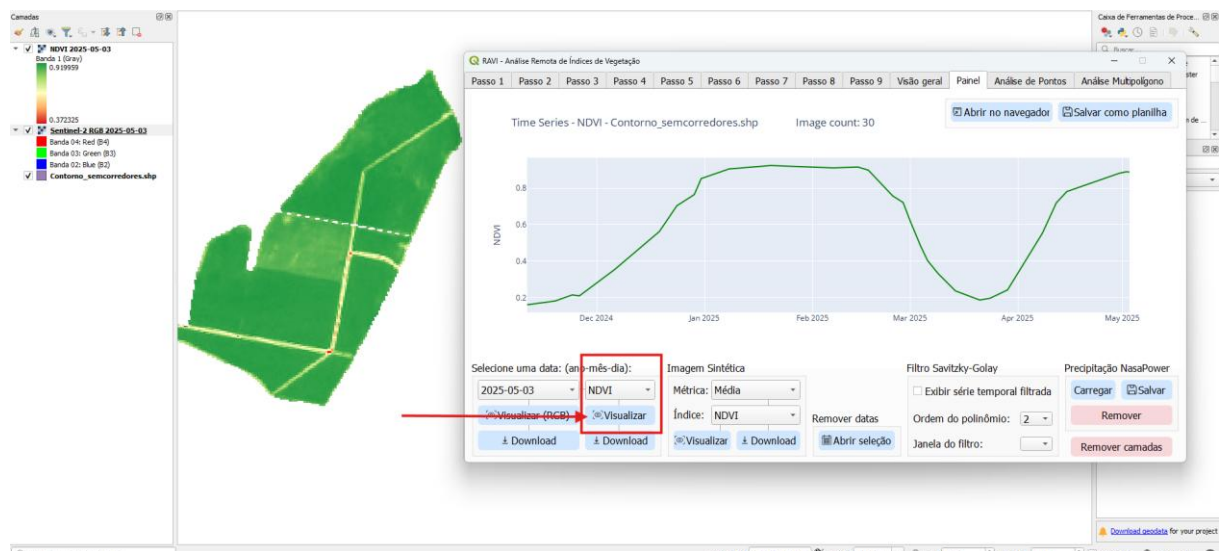 Camadas
NDVI 2025-05-03
Banda 1 (Gray)
0.919959
0.372325
Sentinel-2 RGB 2025-05-03
Banda 04: Red (B4)
Banda 03: Green (B3)
Banda 02: Blue (B2)
Contorno_semcorredores.shp
RAVI - Análise Remota de Índices de Vegetação
Passo 1 Passo 2 Passo 3 Passo 4 Passo 5 Passo 6 Passo 7 Passo 8 Passo 9 Visão geral Painel Análise de Pontos Análise Multipolígono
Abrir no navegador Salvar como planilha
Time Series - NDVI - Contorno_semcorredores.shp Image count: 30
NDVI
0.8
0.6
0.4
0.2
Dec 2024 Jan 2025 Feb 2025 Mar 2025 Apr 2025 May 2025
Selecione uma data: (ano-mês-dia):
2025-05-03 NDVI
Visualizar (RGB) Visualizar
Download Download
Imagem Sintética
Métrica: Média
Índice: NDVI
Visualizar Download
Remover datas
Abrir seleção
Filtro Savitzky-Golay
Exibir série temporal filtrada
Ordem do polinômio: 2
Janela do filtro:
Precipitação NasaPower
Carregar Salvar
Remover
Remover camadas
Caixa de Ferramentas de Proce...
Buscar...
Download geodata for your project